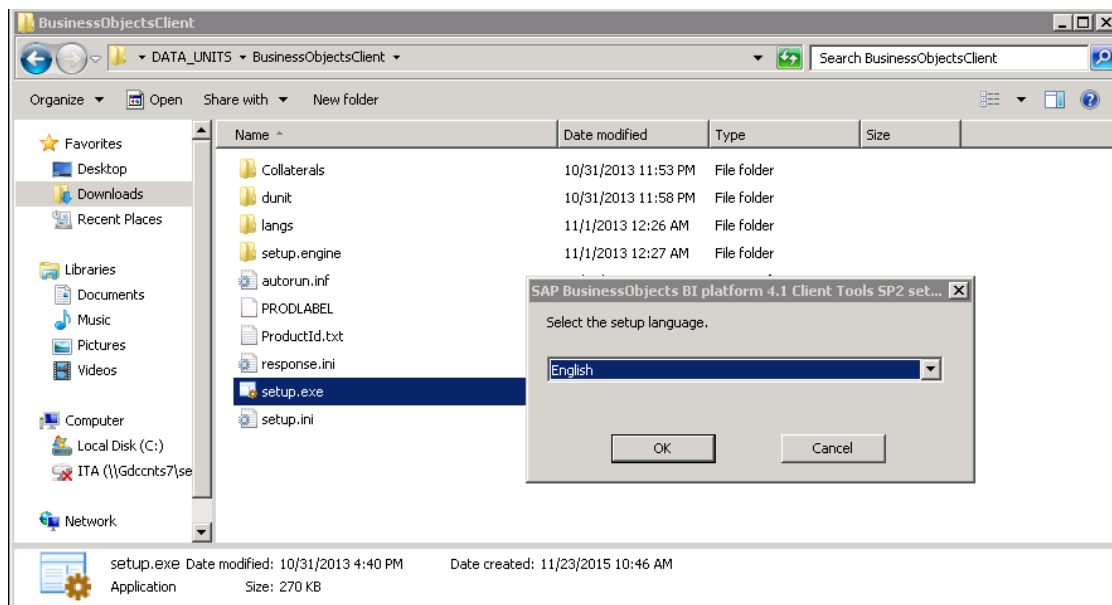 BusinessObjectsClient
DATA_UNITS BusinessObjectsClient
Search BusinessObjectsClient
Organize Open Share with New folder
Name Date modified Type Size
Favorites
Desktop
Downloads
Recent Places
Libraries
Documents
Music
Pictures
Videos
Computer
Local Disk (C:)
ITA (\\Gdccnts7\se
Network
Collaterals 10/31/2013 11:53 PM File folder
dunit 10/31/2013 11:58 PM File folder
langs 11/1/2013 12:26 AM File folder
setup.engine 11/1/2013 12:27 AM File folder
autorun.inf
PRODLABEL
ProductId.txt
response.ini
setup.exe
setup.ini
SAP BusinessObjects BI platform 4.1 Client Tools SP2 set...
Select the setup language.
English
OK Cancel
setup.exe Date modified: 10/31/2013 4:40 PM Date created: 11/23/2015 10:46 AM
Application Size: 270 KB